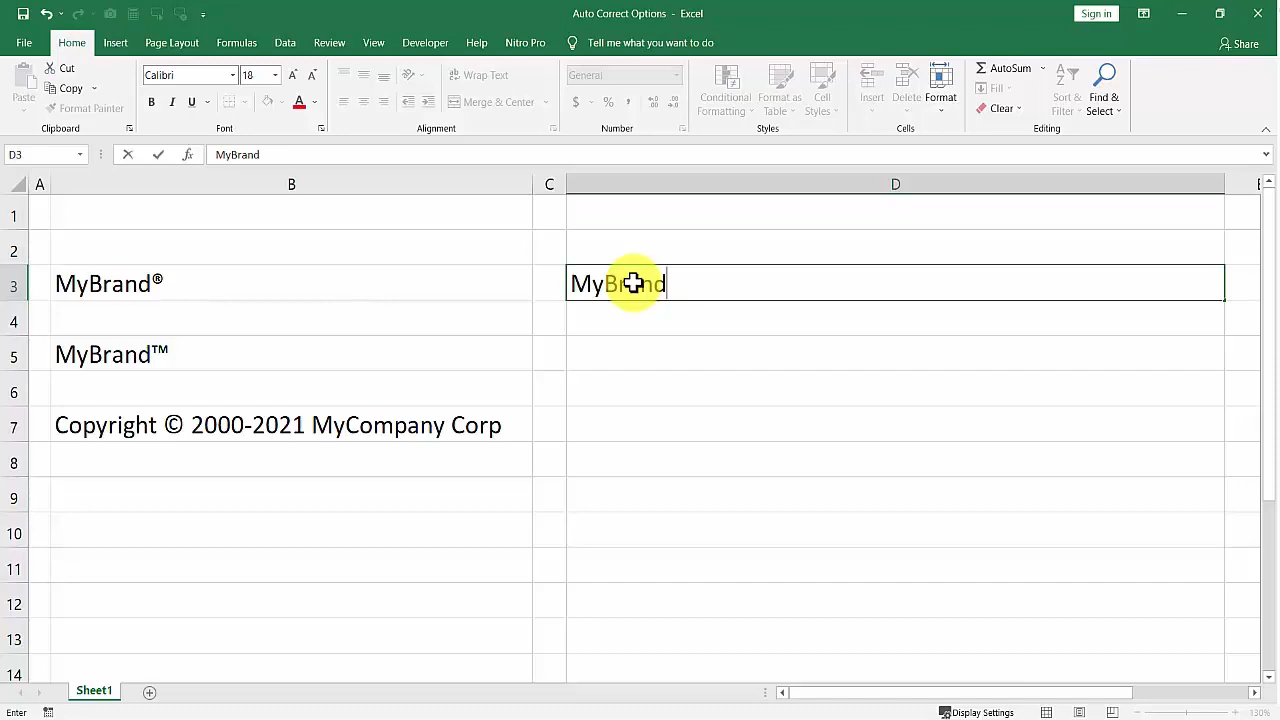 Auto Correct Options - Excel
Sign in
File Home Insert Page Layout Formulas Data Review View Developer Help Nitro Pro Tell me what you want to do Share
Paste Cut Copy Format Painter Clipboard
Calibri 18 A A B I U A Font
Wrap Text Merge & Center Alignment
General $ % , Number
Conditional Formatting Format as Table Cell Styles Styles
Insert Delete Format Cells
AutoSum Fill Clear Sort & Filter Find & Select Editing
D3 fx MyBrand
A B C D
1
2
3 MyBrand® MyBrand
4
5 MyBrand™
6
7 Copyright © 2000-2021 MyCompany Corp
8
9
10
11
12
13
14
Sheet1
Enter Display Settings 130%